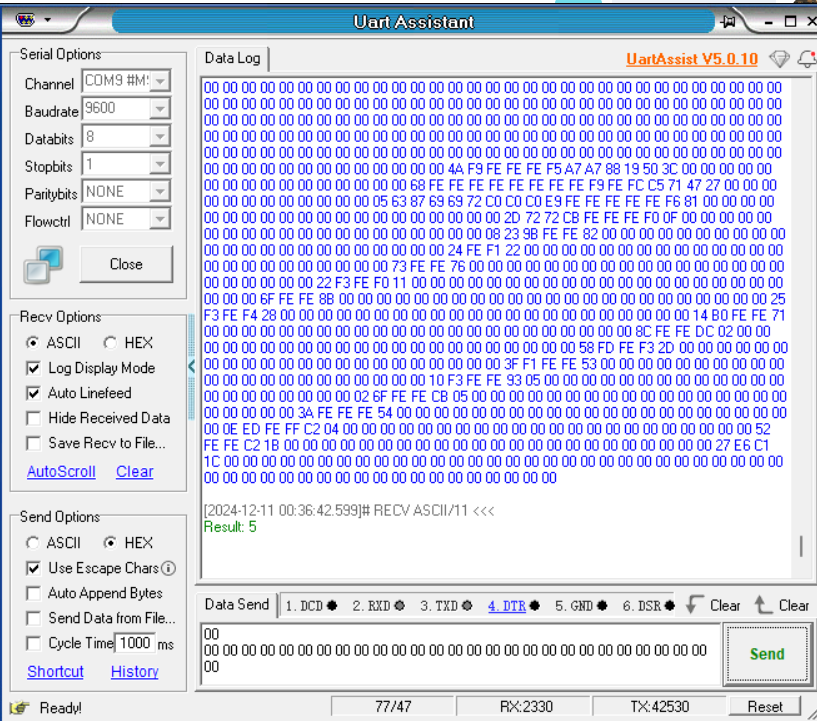 Uart Assistant
Serial Options
Channel COM9 #M
Baudrate 9600
Databits 8
Stopbits 1
Paritybits NONE
Flowctrl NONE
Close
Recv Options
ASCII HEX
Log Display Mode
Auto Linefeed
Hide Received Data
Save Recv to File...
AutoScroll Clear
Send Options
ASCII HEX
Use Escape Chars
Auto Append Bytes
Send Data from File...
Cycle Time 1000 ms
Shortcut History
Data Log UartAssist V5.0.10
00 00 00 00 00 00 00 00 00 00 00 00 00 00 00 00 00 00 00 00 00 00 00 00 00 00 00 00 00 00 00
00 00 00 00 00 00 00 00 00 00 00 00 00 00 00 00 00 00 00 00 00 00 00 00 00 00 00 00 00 00 00
00 00 00 00 00 00 00 00 00 00 00 00 00 00 00 00 00 00 00 00 00 00 00 00 00 00 00 00 00 00 00
00 00 00 00 00 00 00 00 00 00 00 00 00 00 00 00 00 00 00 00 00 00 00 00 00 00 00 00 00 00 00
00 00 00 00 00 00 00 00 00 00 00 00 00 00 00 00 00 00 00 00 00 00 00 00 00 00 00 00 00 00 00
00 00 00 00 00 00 00 00 00 00 00 00 00 4A F9 FE FE FE F5 A7 A7 88 19 50 3C 00 00 00 00 00
00 00 00 00 00 00 00 00 00 00 00 68 FE FE FE FE FE FE FE FE F9 FE FC C5 71 47 27 00 00 00
00 00 00 00 00 00 00 00 00 05 63 87 69 69 72 C0 C0 C0 E9 FE FE FE FE FE F6 81 00 00 00 00
00 00 00 00 00 00 00 00 00 00 00 00 00 00 00 00 2D 72 72 CB FE FE FE F0 0F 00 00 00 00 00
00 00 00 00 00 00 00 00 00 00 00 00 00 00 00 00 08 23 9B FE FE 82 00 00 00 00 00 00 00 00 00
00 00 00 00 00 00 00 00 00 00 00 00 00 24 FE F1 22 00 00 00 00 00 00 00 00 00 00 00 00 00 00
00 00 00 00 00 00 00 00 00 00 73 FE FE 76 00 00 00 00 00 00 00 00 00 00 00 00 00 00 00 00 00
00 00 00 00 00 00 22 F3 FE F0 11 00 00 00 00 00 00 00 00 00 00 00 00 00 00 00 00 00 00 00 00
00 00 00 6F FE FE 8B 00 00 00 00 00 00 00 00 00 00 00 00 00 00 00 00 00 00 00 00 00 00 00 25
F3 FE F4 28 00 00 00 00 00 00 00 00 00 00 00 00 00 00 00 00 00 00 00 00 00 00 14 B0 FE FE 71
00 00 00 00 00 00 00 00 00 00 00 00 00 00 00 00 00 00 00 00 00 00 00 8C FE FE DC 02 00 00
00 00 00 00 00 00 00 00 00 00 00 00 00 00 00 00 00 00 00 00 58 FD FE F3 2D 00 00 00 00 00 00
00 00 00 00 00 00 00 00 00 00 00 00 00 00 00 00 3F F1 FE FE 53 00 00 00 00 00 00 00 00 00 00
00 00 00 00 00 00 00 00 00 00 00 00 10 F3 FE FE 93 05 00 00 00 00 00 00 00 00 00 00 00 00 00
00 00 00 00 00 00 00 00 02 6F FE FE CB 05 00 00 00 00 00 00 00 00 00 00 00 00 00 00 00 00 00
00 00 00 00 00 3A FE FE FE 54 00 00 00 00 00 00 00 00 00 00 00 00 00 00 00 00 00 00 00 00 00
00 0E ED FE FF C2 04 00 00 00 00 00 00 00 00 00 00 00 00 00 00 00 00 00 00 00 00 00 00 52
FE FE C2 1B 00 00 00 00 00 00 00 00 00 00 00 00 00 00 00 00 00 00 00 00 00 00 00 27 E6 C1
1C 00 00 00 00 00 00 00 00 00 00 00 00 00 00 00 00 00 00 00 00 00 00 00 00 00 00 00 00 00 00
00 00 00 00 00 00 00 00 00 00 00 00 00 00 00 00 00 00 00
[2024-12-11 00:36:42.599]# RECV ASCII/11 <<<
Result: 5
Data Send 1. DCD 2. RXD 3. TXD 4. DTR 5. GND 6. DSR Clear Clear
00
00 00 00 00 00 00 00 00 00 00 00 00 00 00 00 00 00 00 00 00 00 00 00 00 00 00 00
00
Send
Ready! 77/47 RX:2330 TX:42530 Reset